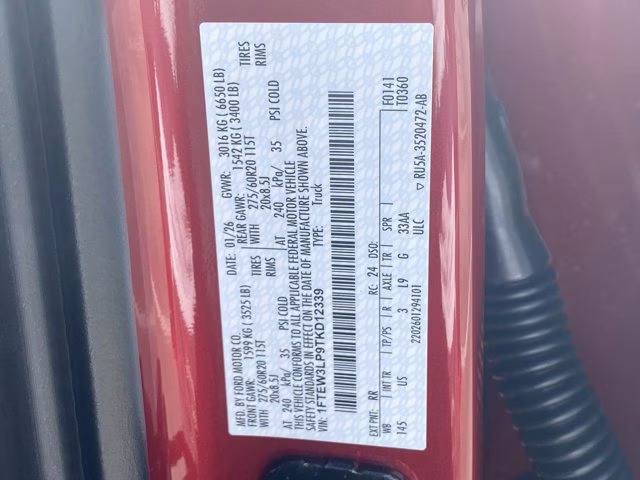 MFD. BY FORD MOTOR CO.
DATE: 01/26 GVWR: 3016 KG ( 6650 LB)
FRONT GAWR: 1599 KG ( 3525 LB) REAR GAWR: 1542 KG ( 3400 LB)
WITH 275/60R20 115T TIRES WITH 275/60R20 115T TIRES
20x8.5J RIMS 20x8.5J RIMS
AT 240 kPa/ 35 PSI COLD AT 240 kPa/ 35 PSI COLD
THIS VEHICLE CONFORMS TO ALL APPLICABLE FEDERAL MOTOR VEHICLE
STANDARDS IN EFFECT ON THE DATE OF MANUFACTURE SHOWN ABOVE.
VIN: 1FTEW3LP9TKD12339 TYPE: Truck
F0141
T0360
EXT PNT: RR RC: 24 DSO:
WB INT TR TP/PS R AXLE TR SPR
145 US 3 L9 G 33AA
ULC
2202601294101 ▽ RU5A-3520472-AB